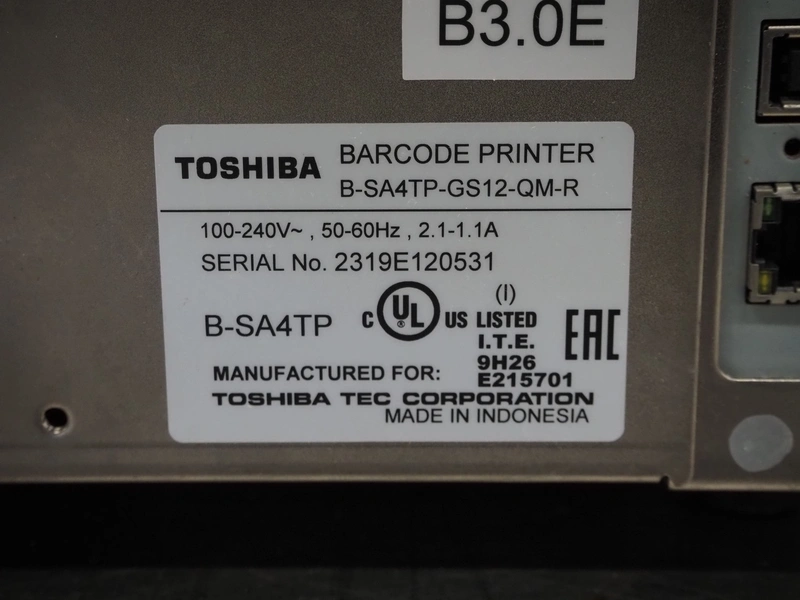 B3.0E
TOSHIBA BARCODE PRINTER
B-SA4TP-GS12-QM-R
100-240V~ , 50-60Hz , 2.1-1.1A
SERIAL No. 2319E120531
B-SA4TP
C UL ® US LISTED
(I)
I.T.E.
9H26
E215701
EAC
MANUFACTURED FOR:
TOSHIBA TEC CORPORATION
MADE IN INDONESIA